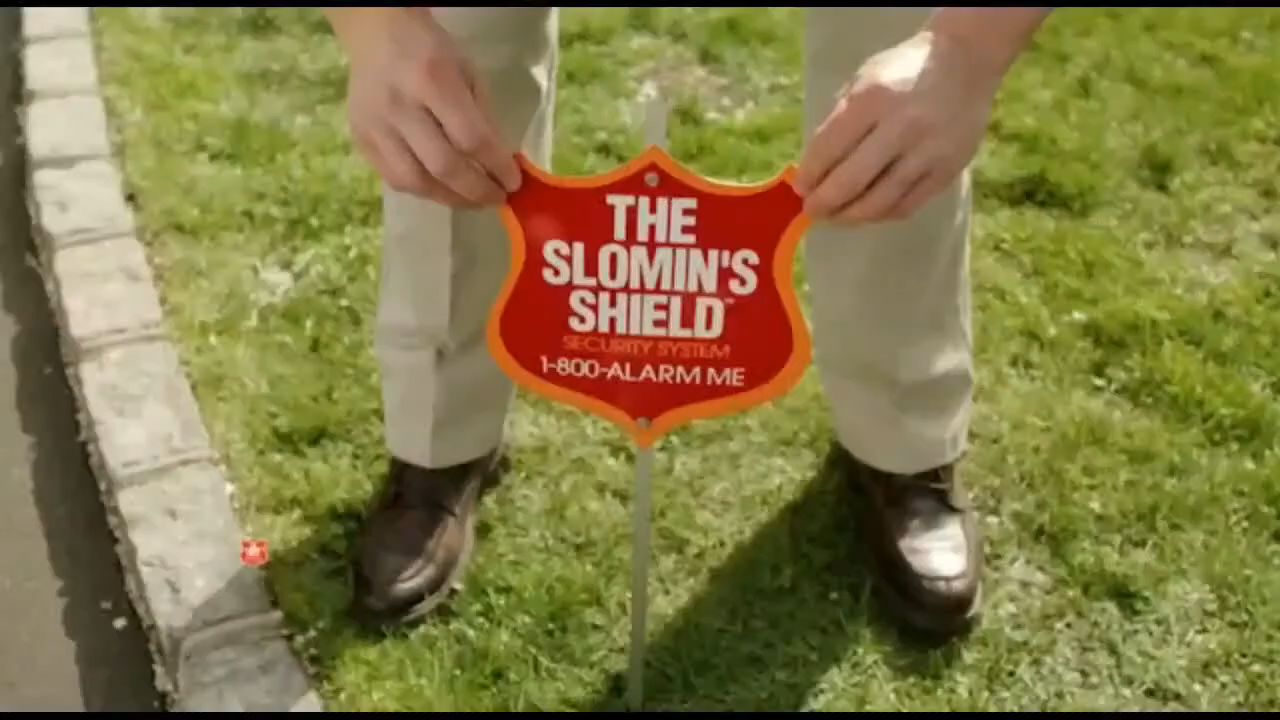 THE
SLOMIN'S
SHIELD™
SECURITY SYSTEM
1-800-ALARM ME